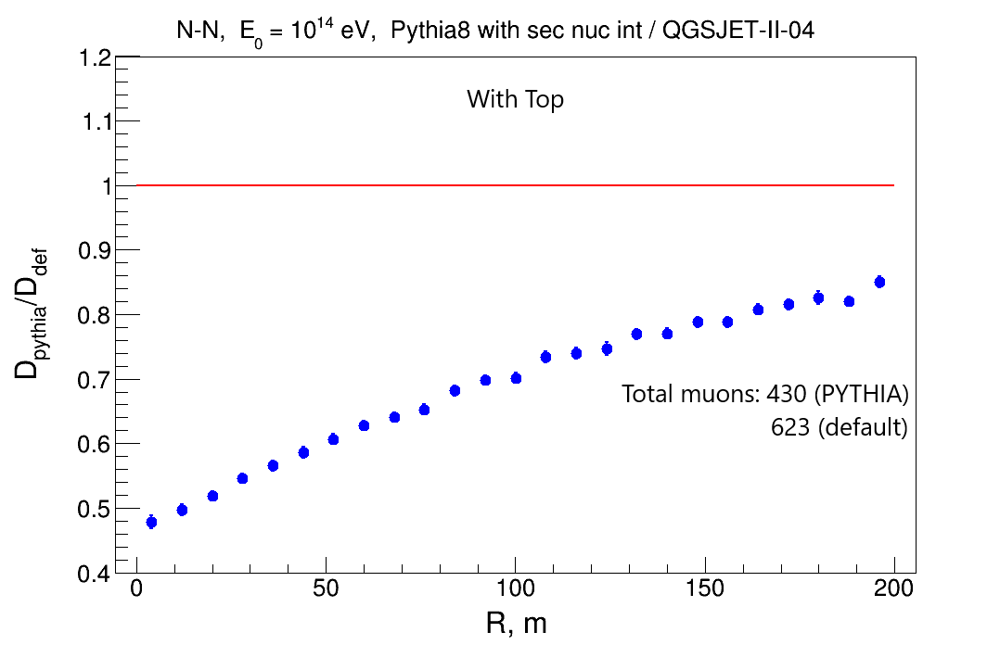 N-N, E0 = 10^14 eV, Pythia8 with sec nuc int / QGSJET-II-04
With Top
1.2
1.1
1
0.9
0.8
0.7
0.6
0.5
0.4
Dpythia/Ddef
Total muons: 430 (PYTHIA)
623 (default)
0 50 100 150 200
R, m